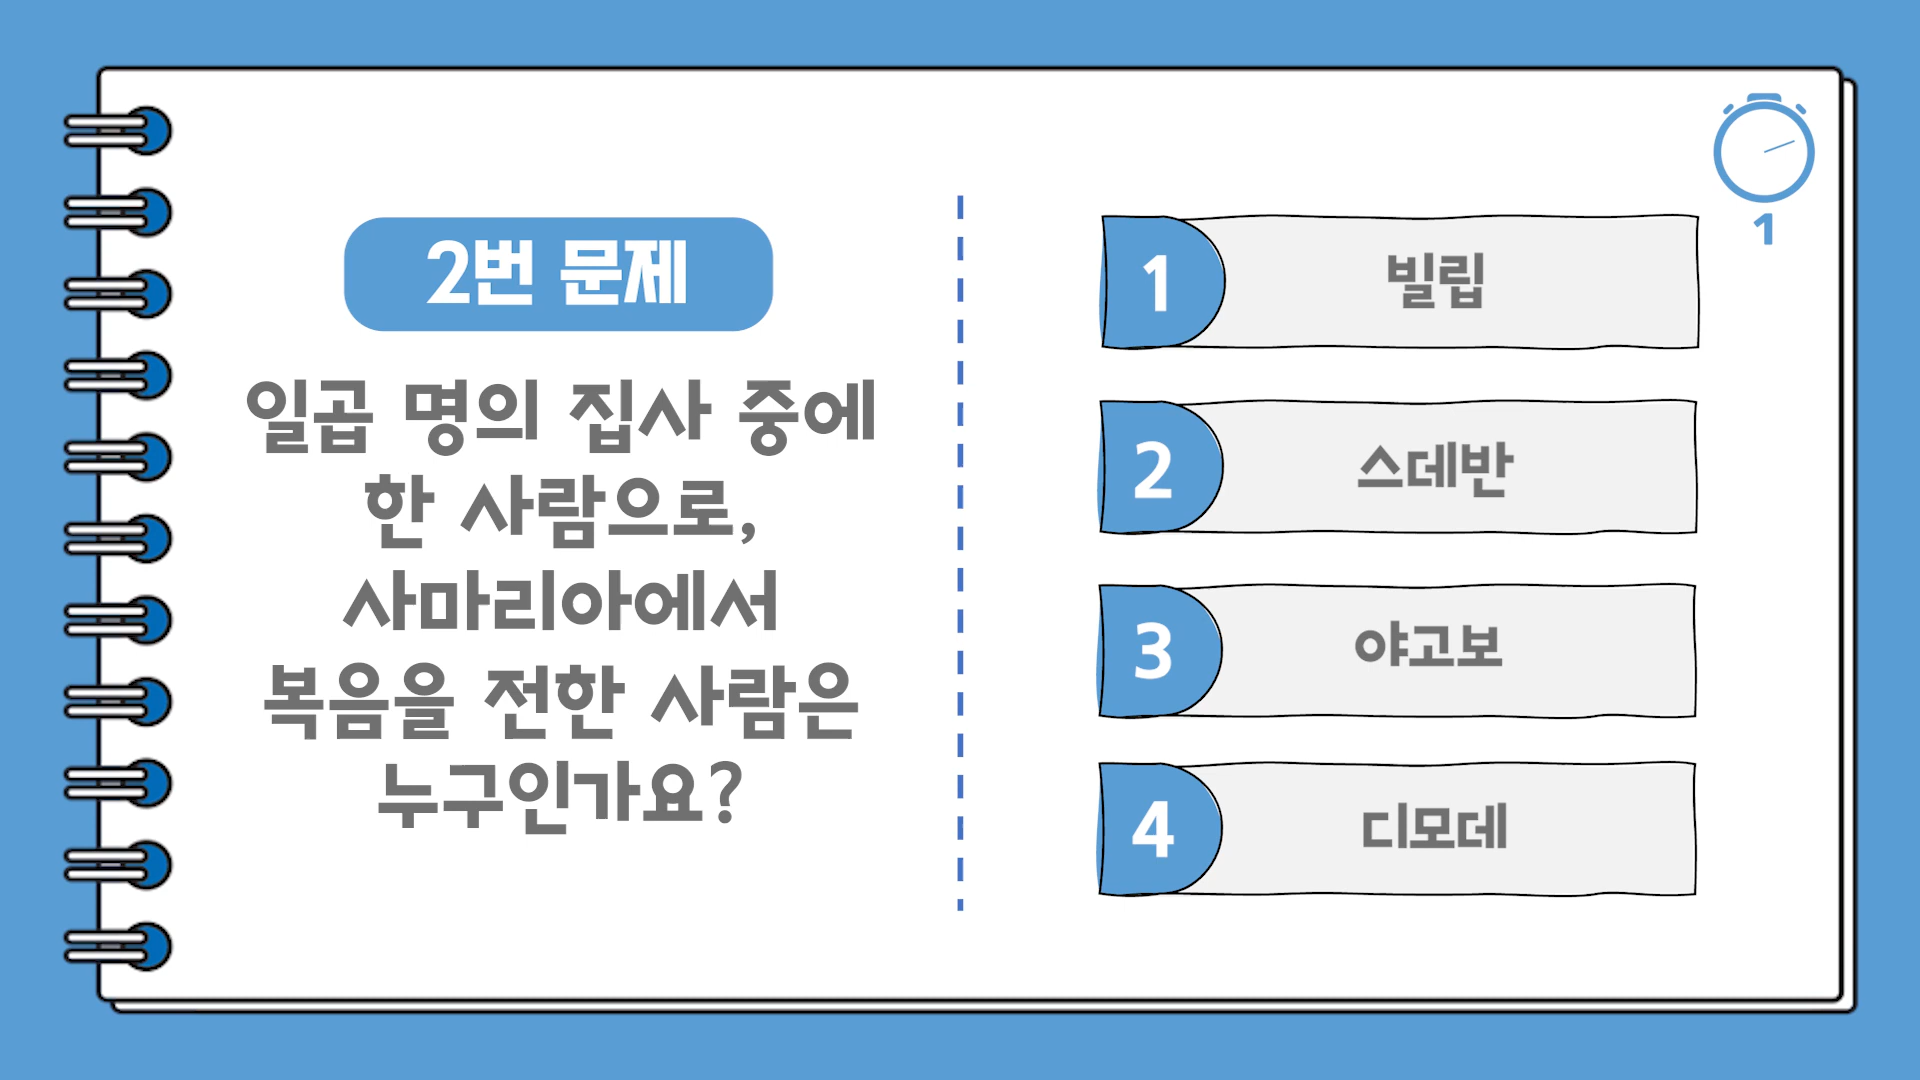 2번 문제
일곱 명의 집사 중에
한 사람으로,
사마리아에서
복음을 전한 사람은
누구인가요?
1
1 빌립
2 스데반
3 야고보
4 디모데